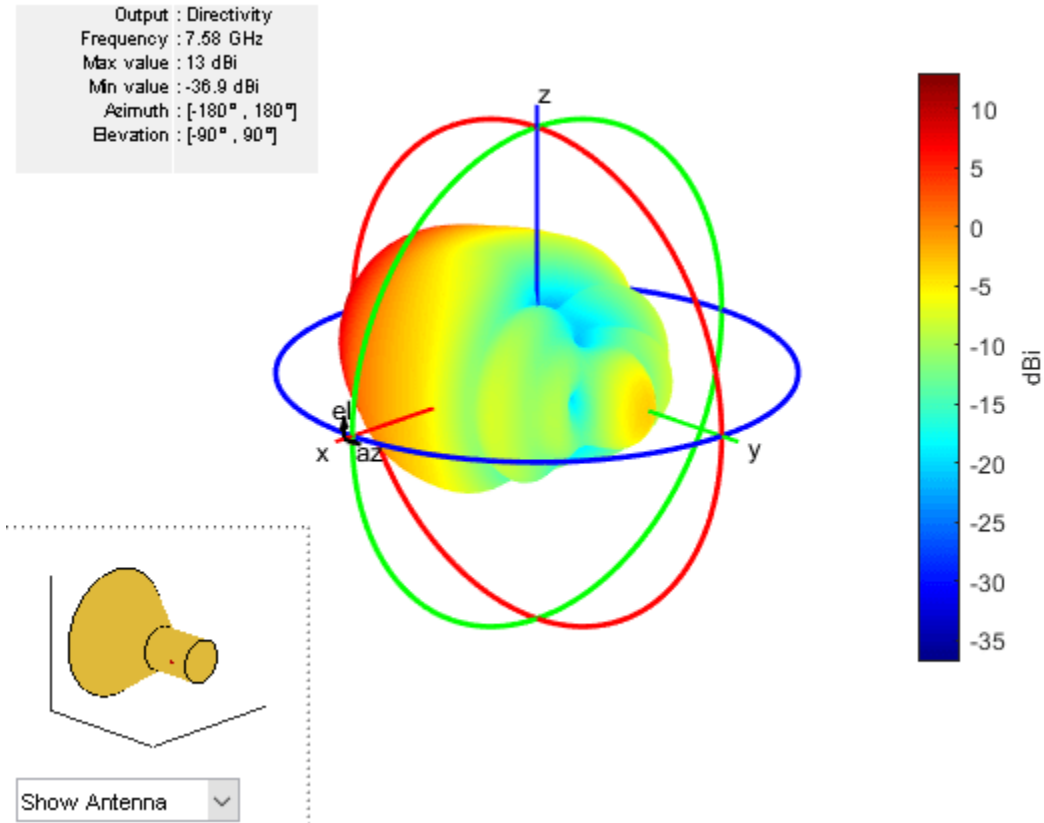 Output : Directivity
Frequency : 7.58 GHz
Max value : 13 dBi
Min value : -36.9 dBi
Azimuth : [-180° , 180°]
Elevation : [-90° , 90°]
z
el
x
az
y
10
5
0
-5
-10
-15
-20
-25
-30
-35
dBi
Show Antenna